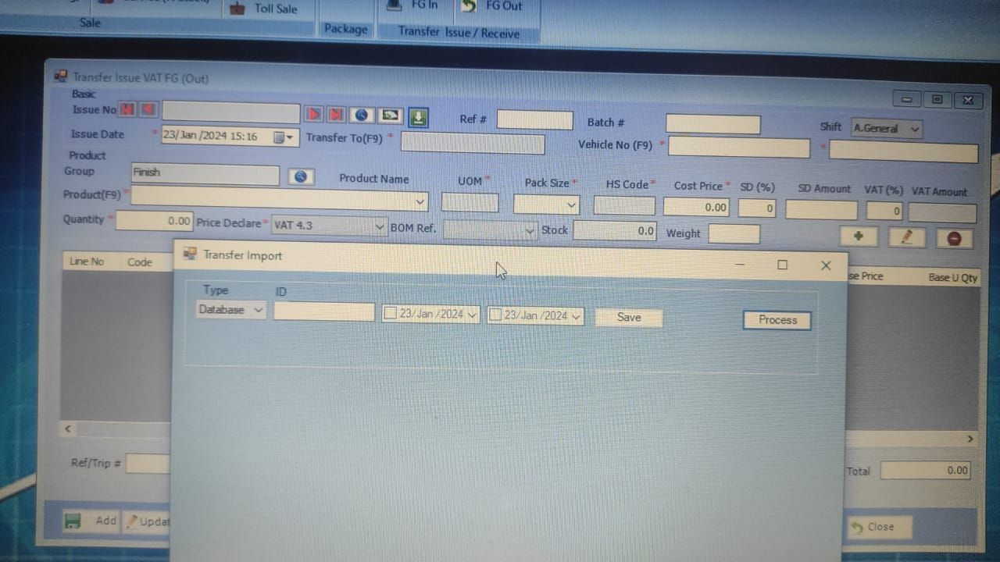 Toll Sale
FG In
FG Out
Sale
Package
Transfer Issue / Receive
Transfer Issue VAT FG (Out)
Basic
Issue No
Ref #
Batch #
Shift
A.General
Issue Date * 23/Jan /2024 15:16
Transfer To(F9) *
Vehicle No (F9) *
*
Product
Group
Finish
Product Name
UOM *
Pack Size *
HS Code *
Cost Price *
SD (%)
SD Amount
VAT (%)
VAT Amount
Product(F9) *
0.00
0
0
Quantity * 0.00
Price Declare * VAT 4.3
BOM Ref.
Stock 0.0
Weight
Line No
Code
se Price
Base U Qty
Transfer Import
Type
ID
Database
23/Jan /2024
23/Jan /2024
Save
Process
Ref/Trip #
Total 0.00
Add
Updat
Close